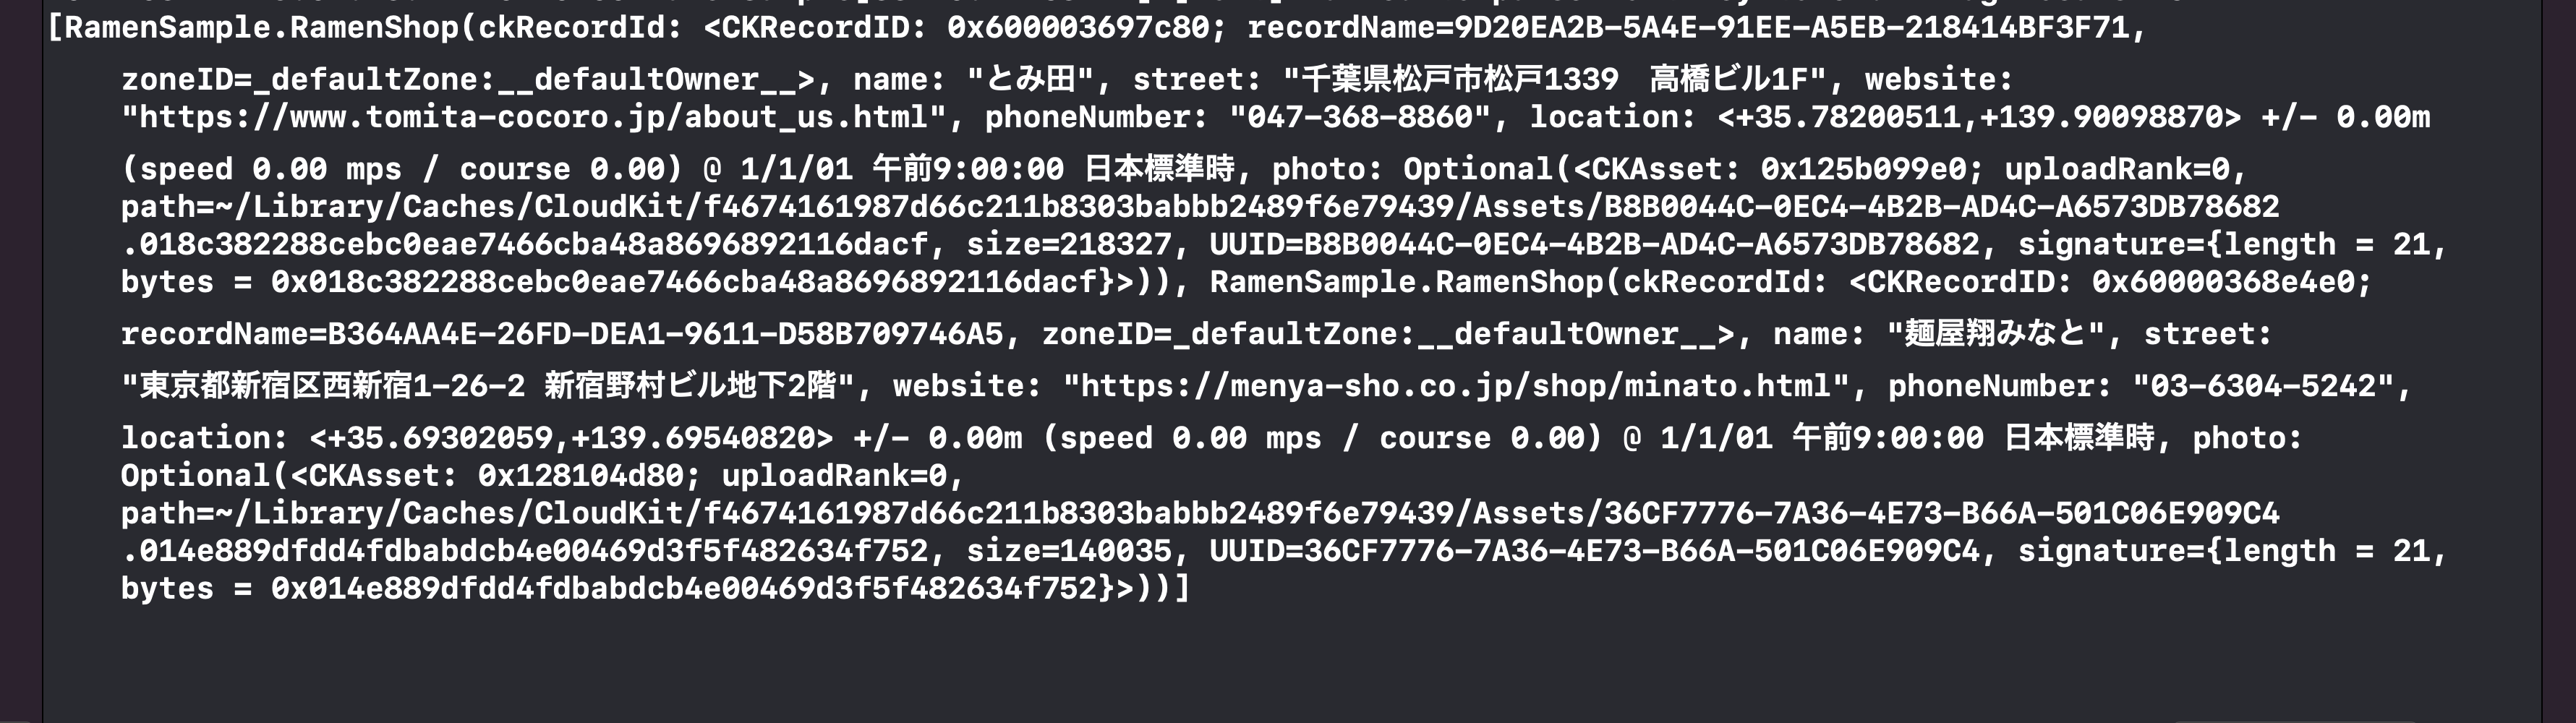 [RamenSample.RamenShop(ckRecordId: <CKRecordID: 0x600003697c80; recordName=9D20EA2B-5A4E-91EE-A5EB-218414BF3F71,
zoneID=_defaultZone:__defaultOwner__>, name: "とみ田", street: "千葉県松戸市松戸1339　高橋ビル1F", website:
"https://www.tomita-cocoro.jp/about_us.html", phoneNumber: "047-368-8860", location: <+35.78200511,+139.90098870> +/- 0.00m
(speed 0.00 mps / course 0.00) @ 1/1/01 午前9:00:00 日本標準時, photo: Optional(<CKAsset: 0x125b099e0; uploadRank=0,
path=~/Library/Caches/CloudKit/f4674161987d66c211b8303babbb2489f6e79439/Assets/B8B0044C-0EC4-4B2B-AD4C-A6573DB78682
.018c382288cebc0eae7466cba48a8696892116dacf, size=218327, UUID=B8B0044C-0EC4-4B2B-AD4C-A6573DB78682, signature={length = 21,
bytes = 0x018c382288cebc0eae7466cba48a8696892116dacf}>)), RamenSample.RamenShop(ckRecordId: <CKRecordID: 0x60000368e4e0;
recordName=B364AA4E-26FD-DEA1-9611-D58B709746A5, zoneID=_defaultZone:__defaultOwner__>, name: "麺屋翔みなと", street:
"東京都新宿区西新宿1-26-2 新宿野村ビル地下2階", website: "https://menya-sho.co.jp/shop/minato.html", phoneNumber: "03-6304-5242",
location: <+35.69302059,+139.69540820> +/- 0.00m (speed 0.00 mps / course 0.00) @ 1/1/01 午前9:00:00 日本標準時, photo:
Optional(<CKAsset: 0x128104d80; uploadRank=0,
path=~/Library/Caches/CloudKit/f4674161987d66c211b8303babbb2489f6e79439/Assets/36CF7776-7A36-4E73-B66A-501C06E909C4
.014e889dfdd4fdbabdcb4e00469d3f5f482634f752, size=140035, UUID=36CF7776-7A36-4E73-B66A-501C06E909C4, signature={length = 21,
bytes = 0x014e889dfdd4fdbabdcb4e00469d3f5f482634f752}>))]